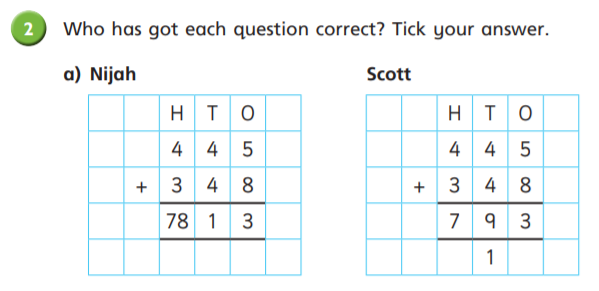 2 Who has got each question correct? Tick your answer.
a) Nijah Scott
H T O H T O
4 4 5 4 4 5
+ 3 4 8 + 3 4 8
78 1 3 7 9 3
1